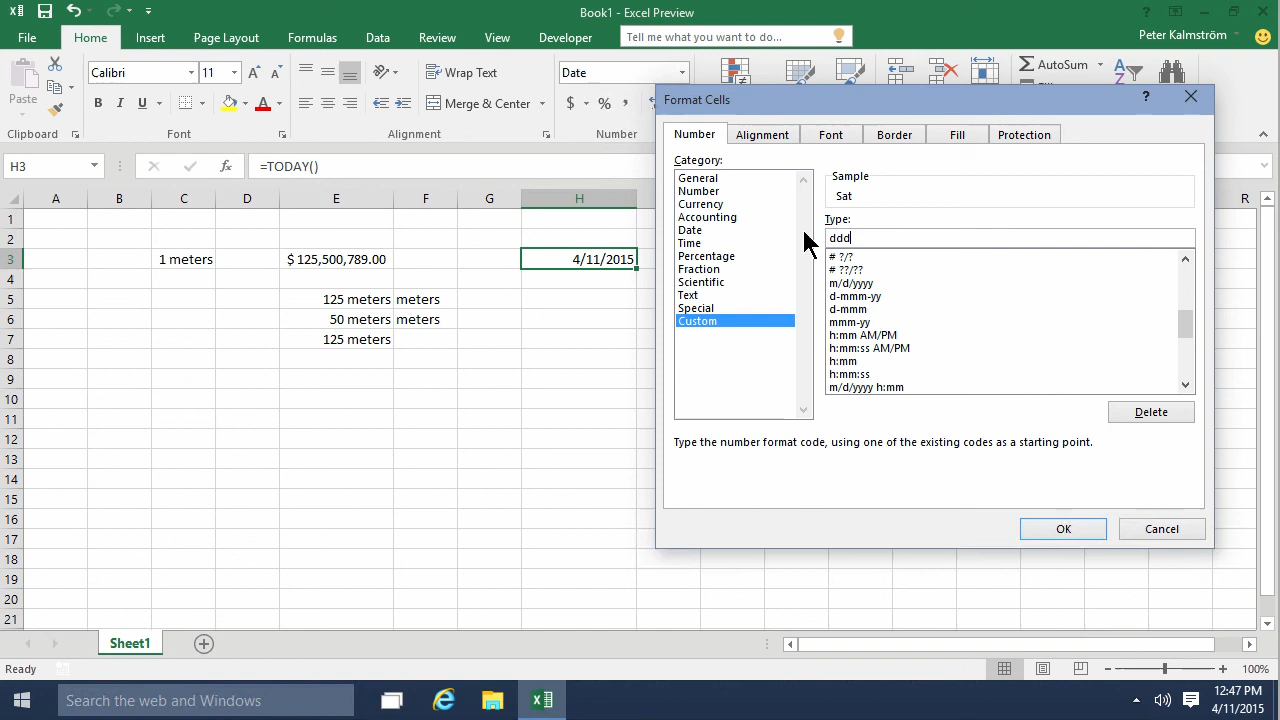 Book1 - Excel Preview
File Home Insert Page Layout Formulas Data Review View Developer Tell me what you want to do... Peter Kalmström
Calibri 11 Wrap Text Date AutoSum
Paste B I U Merge & Center $ % ,
Clipboard Font Alignment Number
H3 =TODAY()
A B C D E F G H R
1
2
3 1 meters $ 125,500,789.00 4/11/2015
4
5 125 meters meters
6 50 meters meters
7 125 meters
8
9
10
11
12
13
14
15
16
17
18
19
20
21
Format Cells
Number Alignment Font Border Fill Protection
Category:
General
Number
Currency
Accounting
Date
Time
Percentage
Fraction
Scientific
Text
Special
Custom
Sample
Sat
Type:
ddd
# ?/?
# ??/??
m/d/yyyy
d-mmm-yy
d-mmm
mmm-yy
h:mm AM/PM
h:mm:ss AM/PM
h:mm
h:mm:ss
m/d/yyyy h:mm
Delete
Type the number format code, using one of the existing codes as a starting point.
OK Cancel
Sheet1
Ready 100%
Search the web and Windows 12:47 PM
4/11/2015